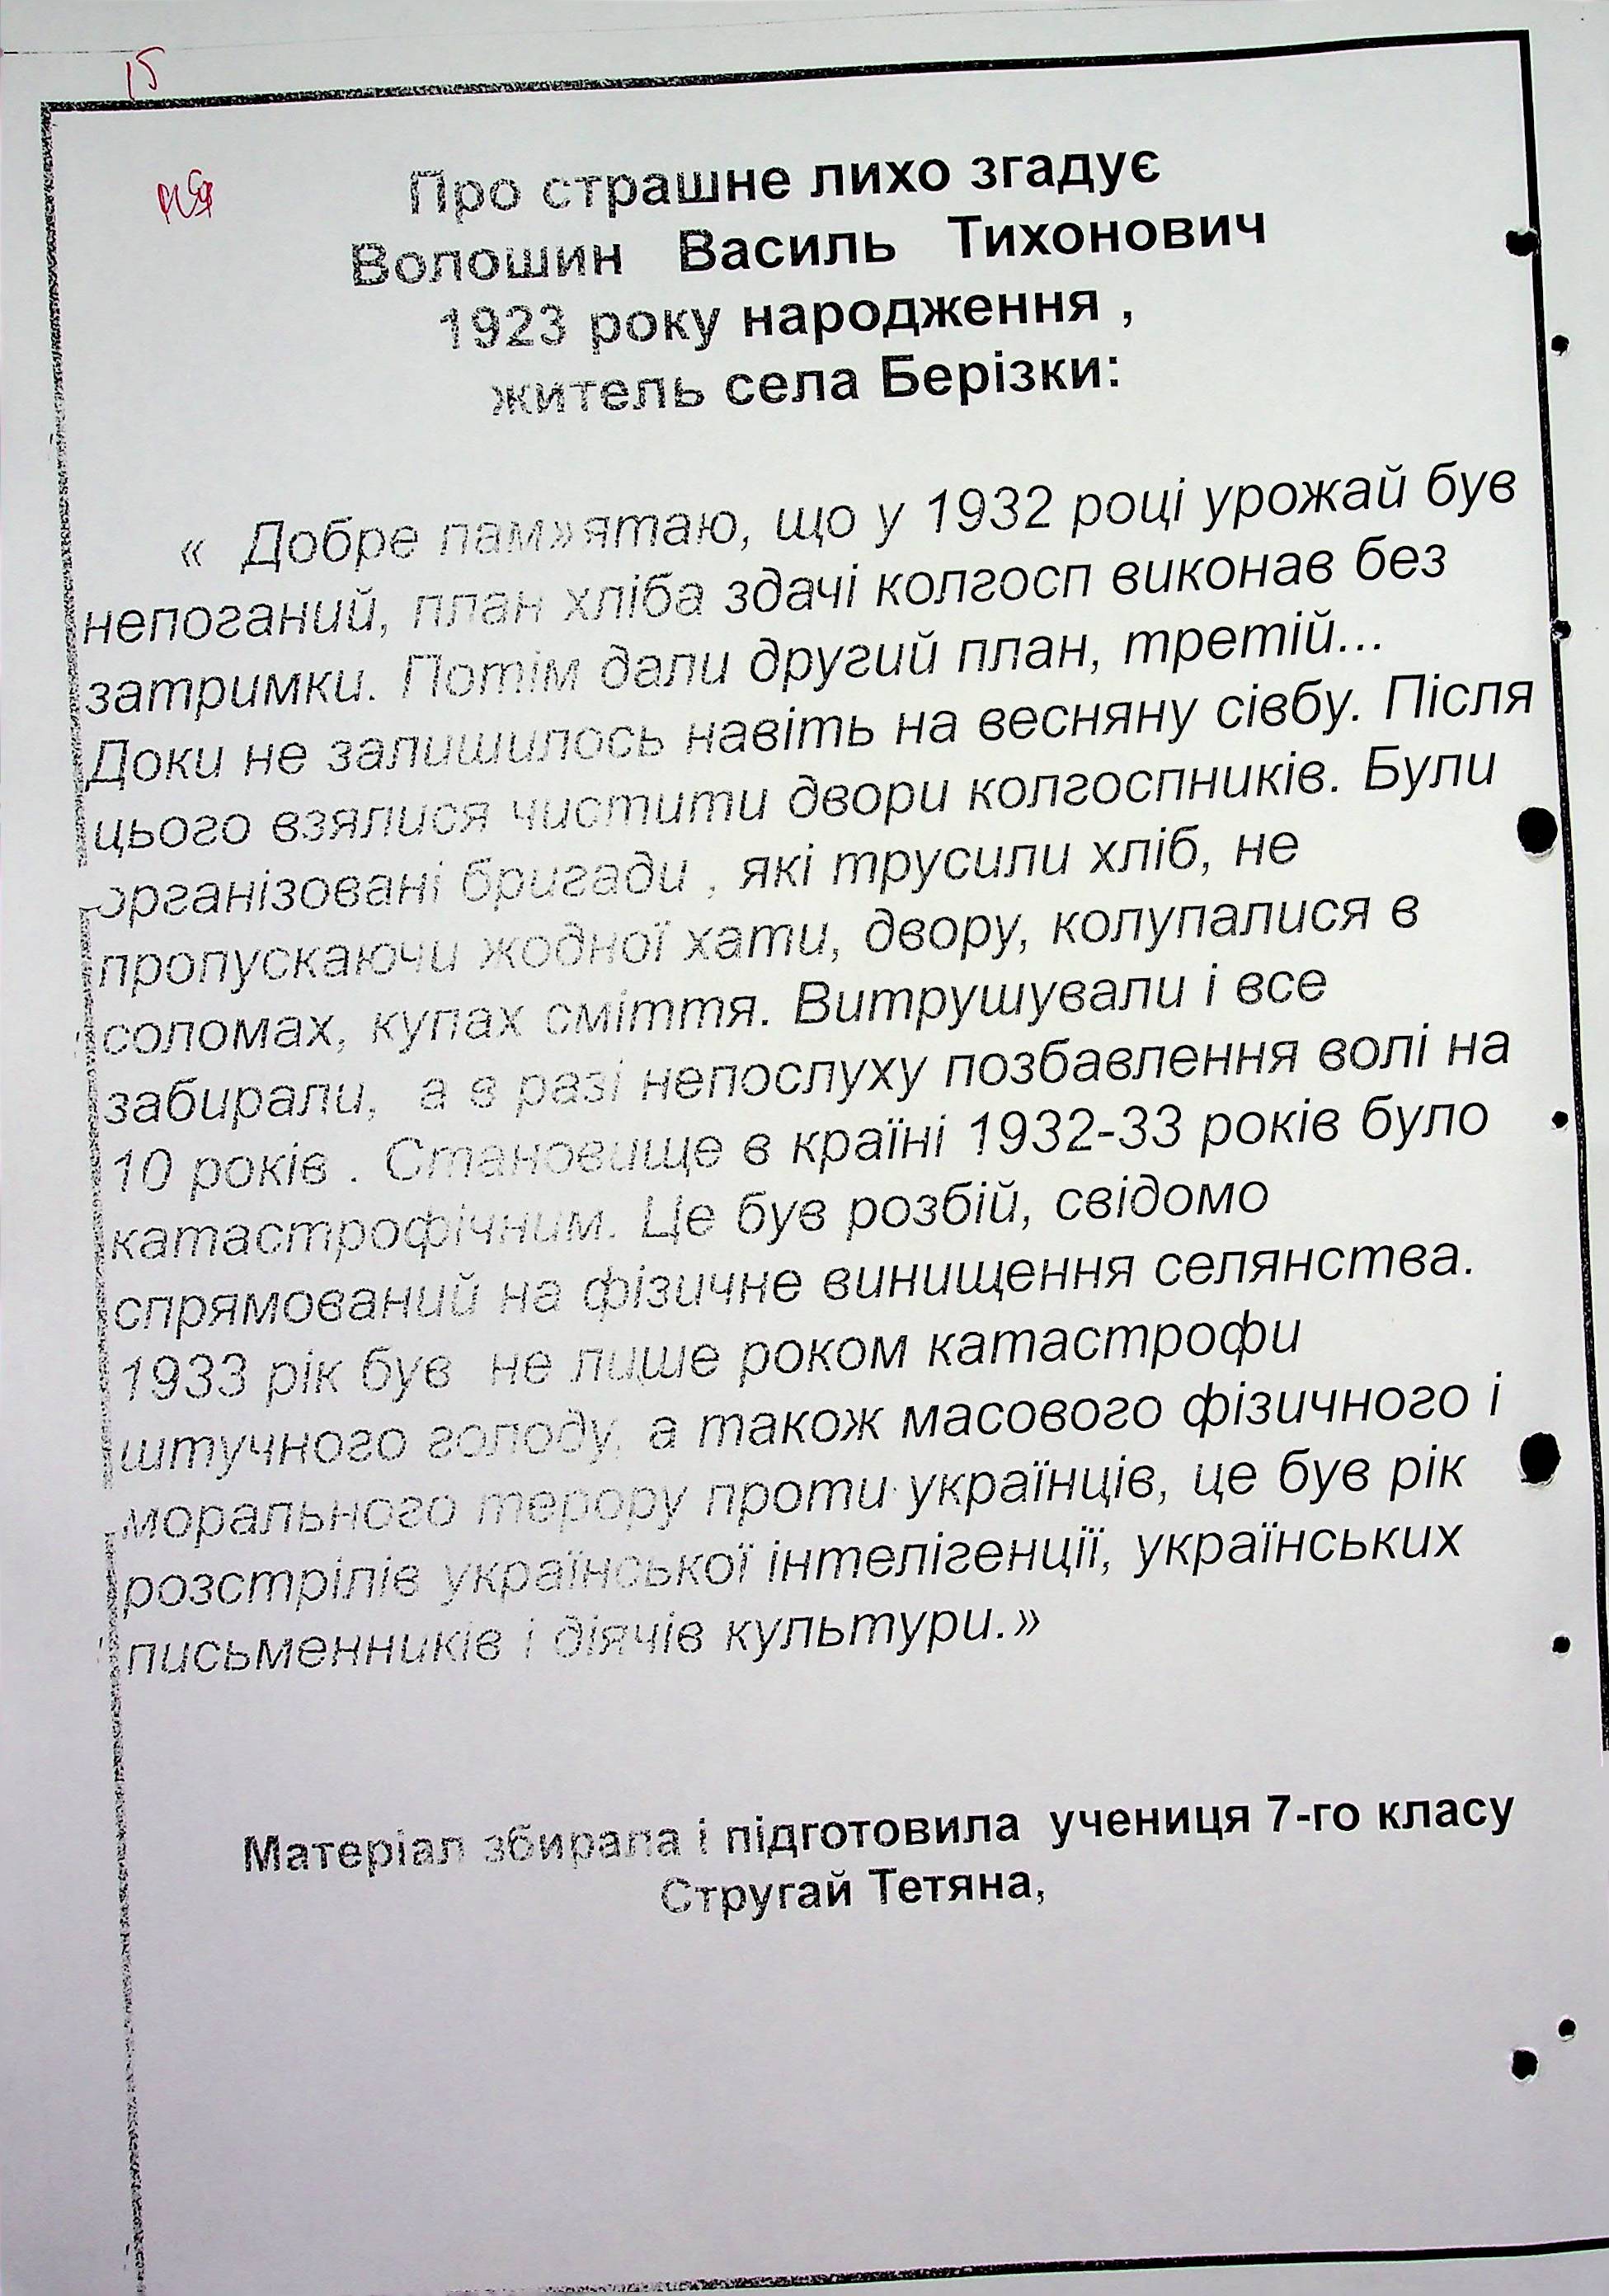 15
Про страшне лихо згадує
Волошин Василь Тихонович
1923 року народження ,
житель села Берізки:
« Добре пам»ятаю, що у 1932 році урожай був
непоганий, план хліба здачі колгосп виконав без
затримки. Потім дали другий план, третій...
Доки не залишилось навіть на весняну сівбу. Після
цього взялися чистити двори колгоспників. Були
організовані бригади , які трусили хліб, не
пропускаючи жодної хати, двору, колупалися в
соломах, купах сміття. Витрушували і все
забирали, а в разі непослуху позбавлення волі на
10 років . Становище в країні 1932-33 років було
катастрофічним. Це був розбій, свідомо
спрямований на фізичне винищення селянства.
1933 рік був не лише роком катастрофи
штучного голоду, а також масового фізичного і
морального терору проти українців, це був рік
розстрілів української інтелігенції, українських
письменників і діячів культури.»
Матеріал збирала і підготовила учениця 7-го класу
Стругай Тетяна,